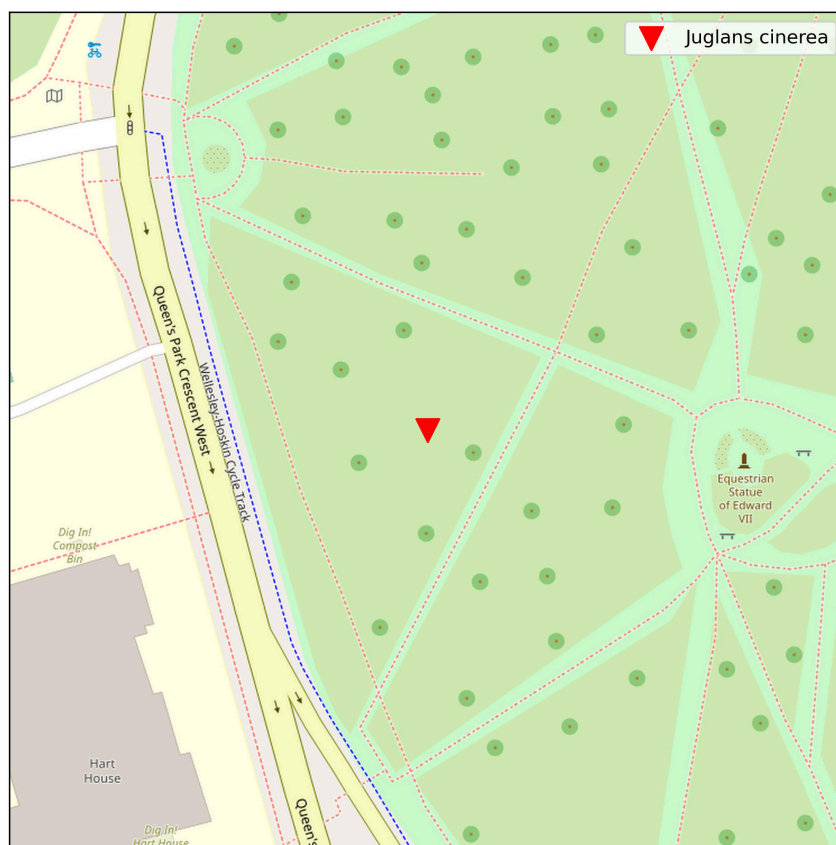 Juglans cinerea
Queen's Park Crescent West
Wellesley-Hoskin Cycle Track
Equestrian
Statue
of Edward
VII
Dig In!
Compost
Bin
Hart
House
Dig In!
Hart House
Queen's